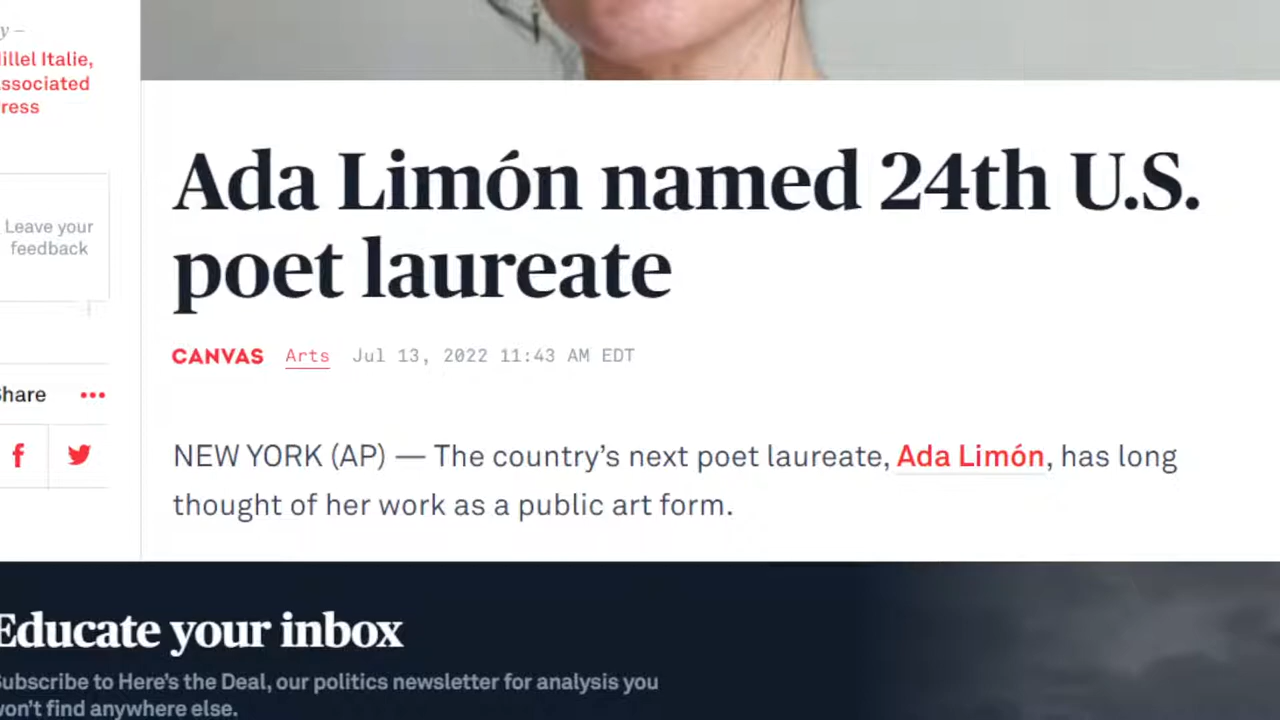 y –
illel Italie,
ssociated
ress
Leave your
feedback
Share
Ada Limón named 24th U.S.
poet laureate
CANVAS Arts Jul 13, 2022 11:43 AM EDT
NEW YORK (AP) — The country’s next poet laureate, Ada Limón, has long
thought of her work as a public art form.
Educate your inbox
Subscribe to Here’s the Deal, our politics newsletter for analysis you
won’t find anywhere else.